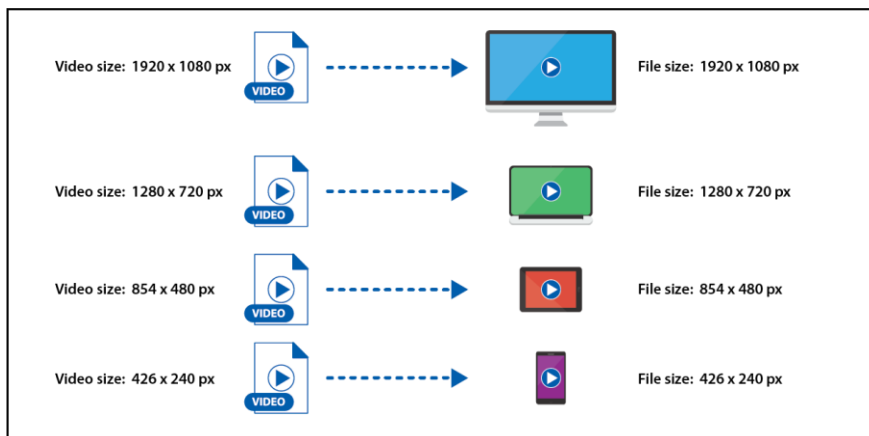 Video size: 1920 x 1080 px
VIDEO
File size: 1920 x 1080 px
Video size: 1280 x 720 px
VIDEO
File size: 1280 x 720 px
Video size: 854 x 480 px
VIDEO
File size: 854 x 480 px
Video size: 426 x 240 px
VIDEO
File size: 426 x 240 px